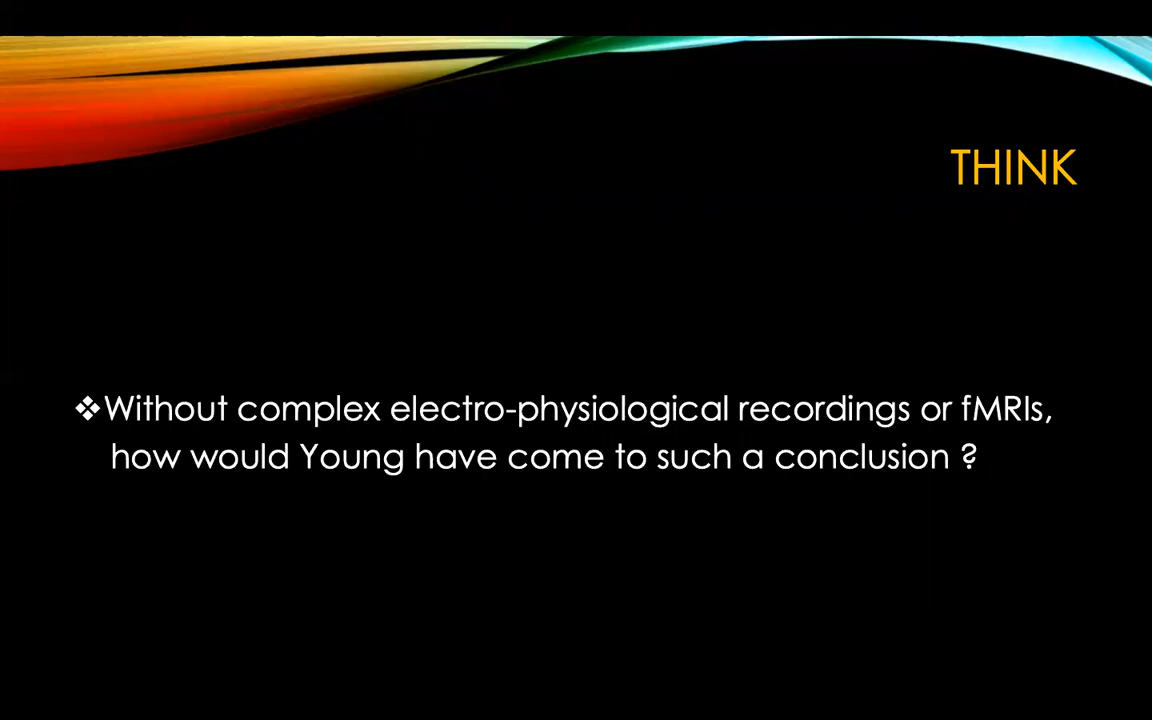 THINK
❖Without complex electro-physiological recordings or fMRIs,
how would Young have come to such a conclusion ?